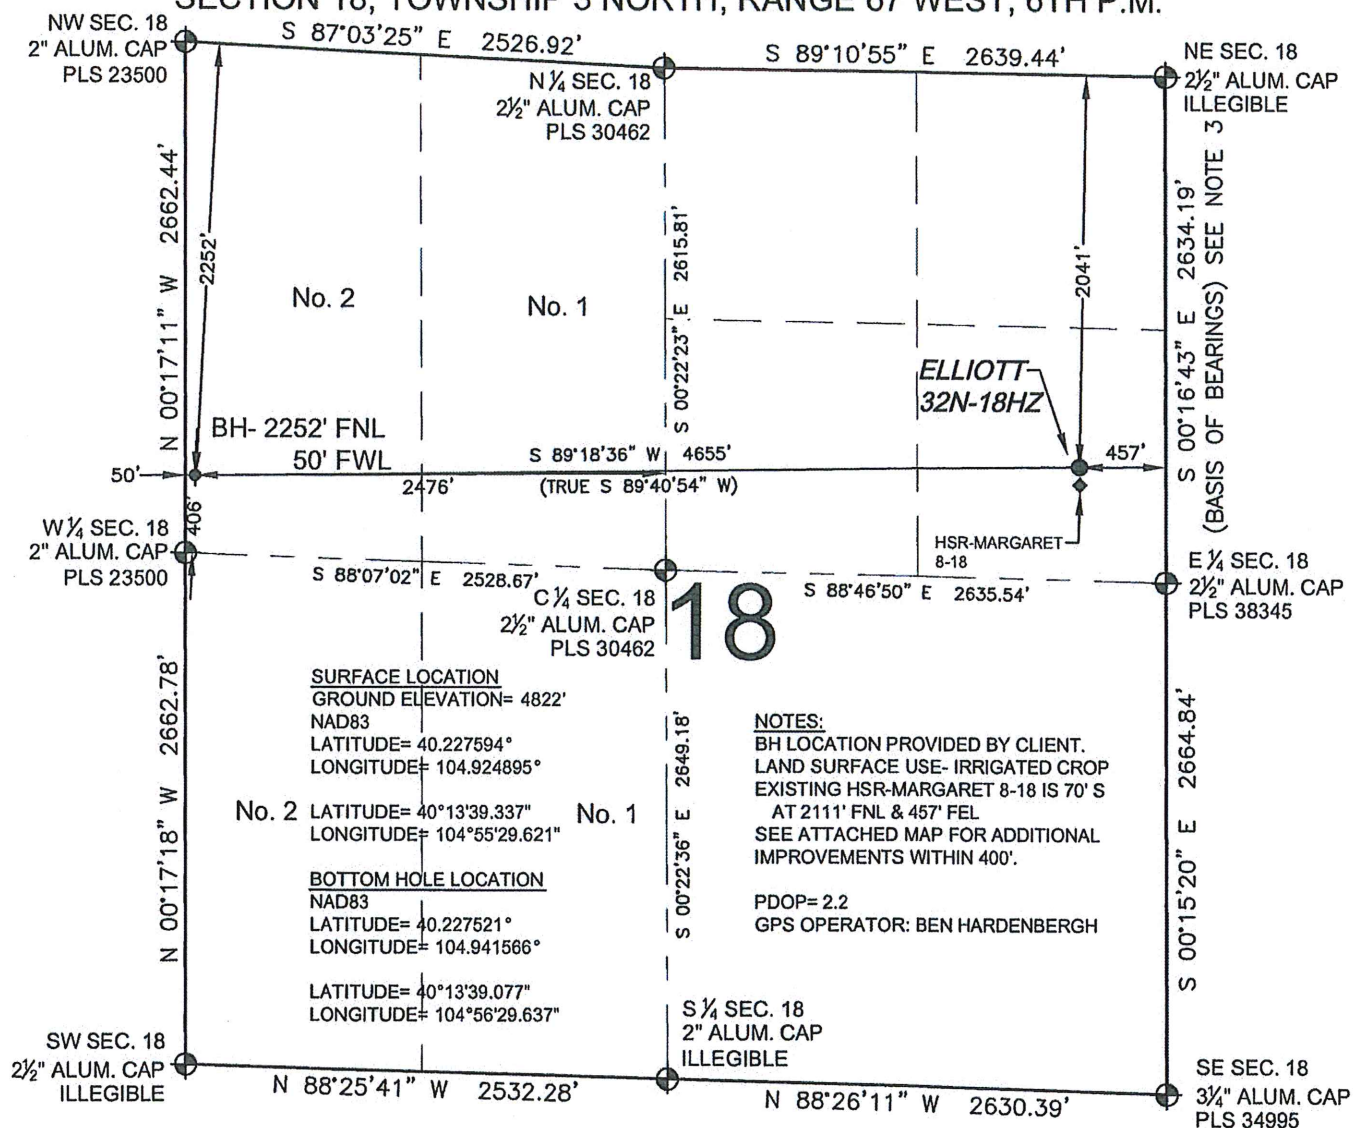 SECTION 18, TOWNSHIP 3 NORTH, RANGE 67 WEST, 6TH P.M.
NW SEC. 18
2" ALUM. CAP
PLS 23500
S 87°03'25" E 2526.92'
N ¼ SEC. 18
2½" ALUM. CAP
PLS 30462
S 89°10'55" E 2639.44'
NE SEC. 18
2½" ALUM. CAP
ILLEGIBLE
N 00°17'11" W 2662.44'
2252'
No. 2
No. 1
S 00°22'23" E 2615.81'
2041'
S 00°16'43" E 2634.19'
(BASIS OF BEARINGS) SEE NOTE 3
ELLIOTT
32N-18HZ
BH- 2252' FNL
50' FWL
50'
S 89°18'36" W 4655'
(TRUE S 89°40'54" W)
2476'
457'
406'
HSR-MARGARET
8-18
W ¼ SEC. 18
2" ALUM. CAP
PLS 23500
S 88°07'02" E 2528.67'
C ¼ SEC. 18
2½" ALUM. CAP
PLS 30462
18
S 88°46'50" E 2635.54'
E ¼ SEC. 18
2½" ALUM. CAP
PLS 38345
N 00°17'18" W 2662.78'
SURFACE LOCATION
GROUND ELEVATION= 4822'
NAD83
LATITUDE= 40.227594°
LONGITUDE= 104.924895°
No. 2
LATITUDE= 40°13'39.337"
LONGITUDE= 104°55'29.621"
No. 1
BOTTOM HOLE LOCATION
NAD83
LATITUDE= 40.227521°
LONGITUDE= 104.941566°
LATITUDE= 40°13'39.077"
LONGITUDE= 104°56'29.637"
S 00°22'36" E 2649.18'
NOTES:
BH LOCATION PROVIDED BY CLIENT.
LAND SURFACE USE- IRRIGATED CROP
EXISTING HSR-MARGARET 8-18 IS 70' S
AT 2111' FNL & 457' FEL
SEE ATTACHED MAP FOR ADDITIONAL
IMPROVEMENTS WITHIN 400'.
PDOP= 2.2
GPS OPERATOR: BEN HARDENBERGH
S 00°15'20" E 2664.84'
SW SEC. 18
2½" ALUM. CAP
ILLEGIBLE
N 88°25'41" W 2532.28'
S ¼ SEC. 18
2" ALUM. CAP
ILLEGIBLE
N 88°26'11" W 2630.39'
SE SEC. 18
3¼" ALUM. CAP
PLS 34995